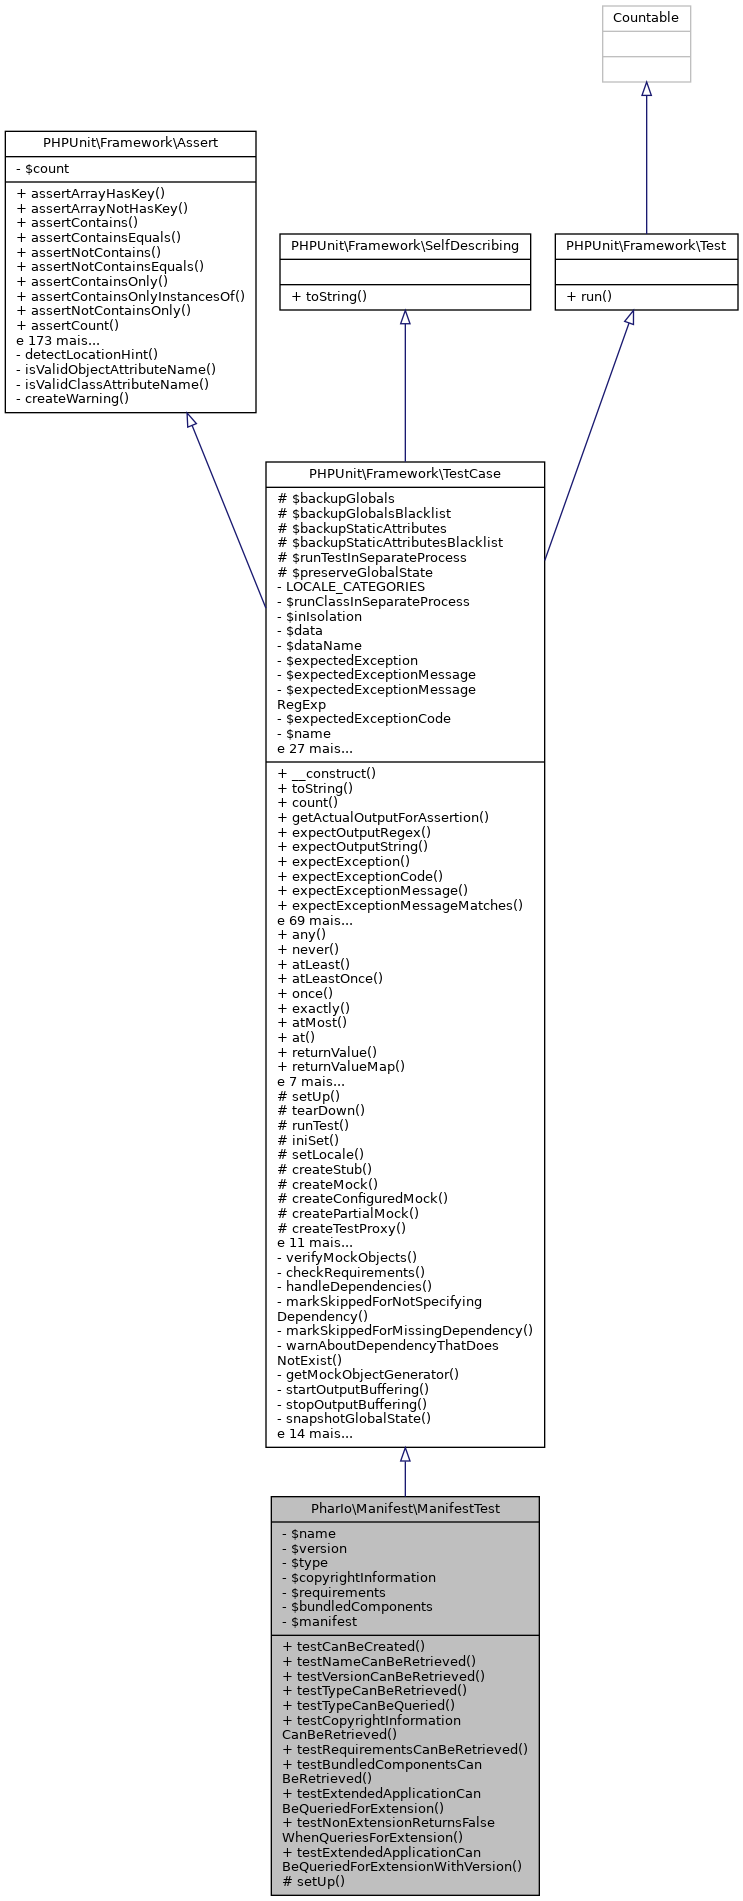 Countable
PHPUnit\Framework\Assert
- $count
+ assertArrayHasKey()
+ assertArrayNotHasKey()
+ assertContains()
+ assertContainsEquals()
+ assertNotContains()
+ assertNotContainsEquals()
+ assertContainsOnly()
+ assertContainsOnlyInstancesOf()
+ assertNotContainsOnly()
+ assertCount()
e 173 mais...
- detectLocationHint()
- isValidObjectAttributeName()
- isValidClassAttributeName()
- createWarning()
PHPUnit\Framework\SelfDescribing
+ toString()
PHPUnit\Framework\Test
+ run()
PHPUnit\Framework\TestCase
# $backupGlobals
# $backupGlobalsBlacklist
# $backupStaticAttributes
# $backupStaticAttributesBlacklist
# $runTestInSeparateProcess
# $preserveGlobalState
- LOCALE_CATEGORIES
- $runClassInSeparateProcess
- $inIsolation
- $data
- $dataName
- $expectedException
- $expectedExceptionMessage
- $expectedExceptionMessage
RegExp
- $expectedExceptionCode
- $name
e 27 mais...
+ __construct()
+ toString()
+ count()
+ getActualOutputForAssertion()
+ expectOutputRegex()
+ expectOutputString()
+ expectException()
+ expectExceptionCode()
+ expectExceptionMessage()
+ expectExceptionMessageMatches()
e 69 mais...
+ any()
+ never()
+ atLeast()
+ atLeastOnce()
+ once()
+ exactly()
+ atMost()
+ at()
+ returnValue()
+ returnValueMap()
e 7 mais...
# setUp()
# tearDown()
# runTest()
# iniSet()
# setLocale()
# createStub()
# createMock()
# createConfiguredMock()
# createPartialMock()
# createTestProxy()
e 11 mais...
- verifyMockObjects()
- checkRequirements()
- handleDependencies()
- markSkippedForNotSpecifying
Dependency()
- markSkippedForMissingDependency()
- warnAboutDependencyThatDoes
NotExist()
- getMockObjectGenerator()
- startOutputBuffering()
- stopOutputBuffering()
- snapshotGlobalState()
e 14 mais...
PharIo\Manifest\ManifestTest
- $name
- $version
- $type
- $copyrightInformation
- $requirements
- $bundledComponents
- $manifest
+ testCanBeCreated()
+ testNameCanBeRetrieved()
+ testVersionCanBeRetrieved()
+ testTypeCanBeRetrieved()
+ testTypeCanBeQueried()
+ testCopyrightInformation
CanBeRetrieved()
+ testRequirementsCanBeRetrieved()
+ testBundledComponentsCan
BeRetrieved()
+ testExtendedApplicationCan
BeQueriedForExtension()
+ testNonExtensionReturnsFalse
WhenQueriesForExtension()
+ testExtendedApplicationCan
BeQueriedForExtensionWithVersion()
# setUp()